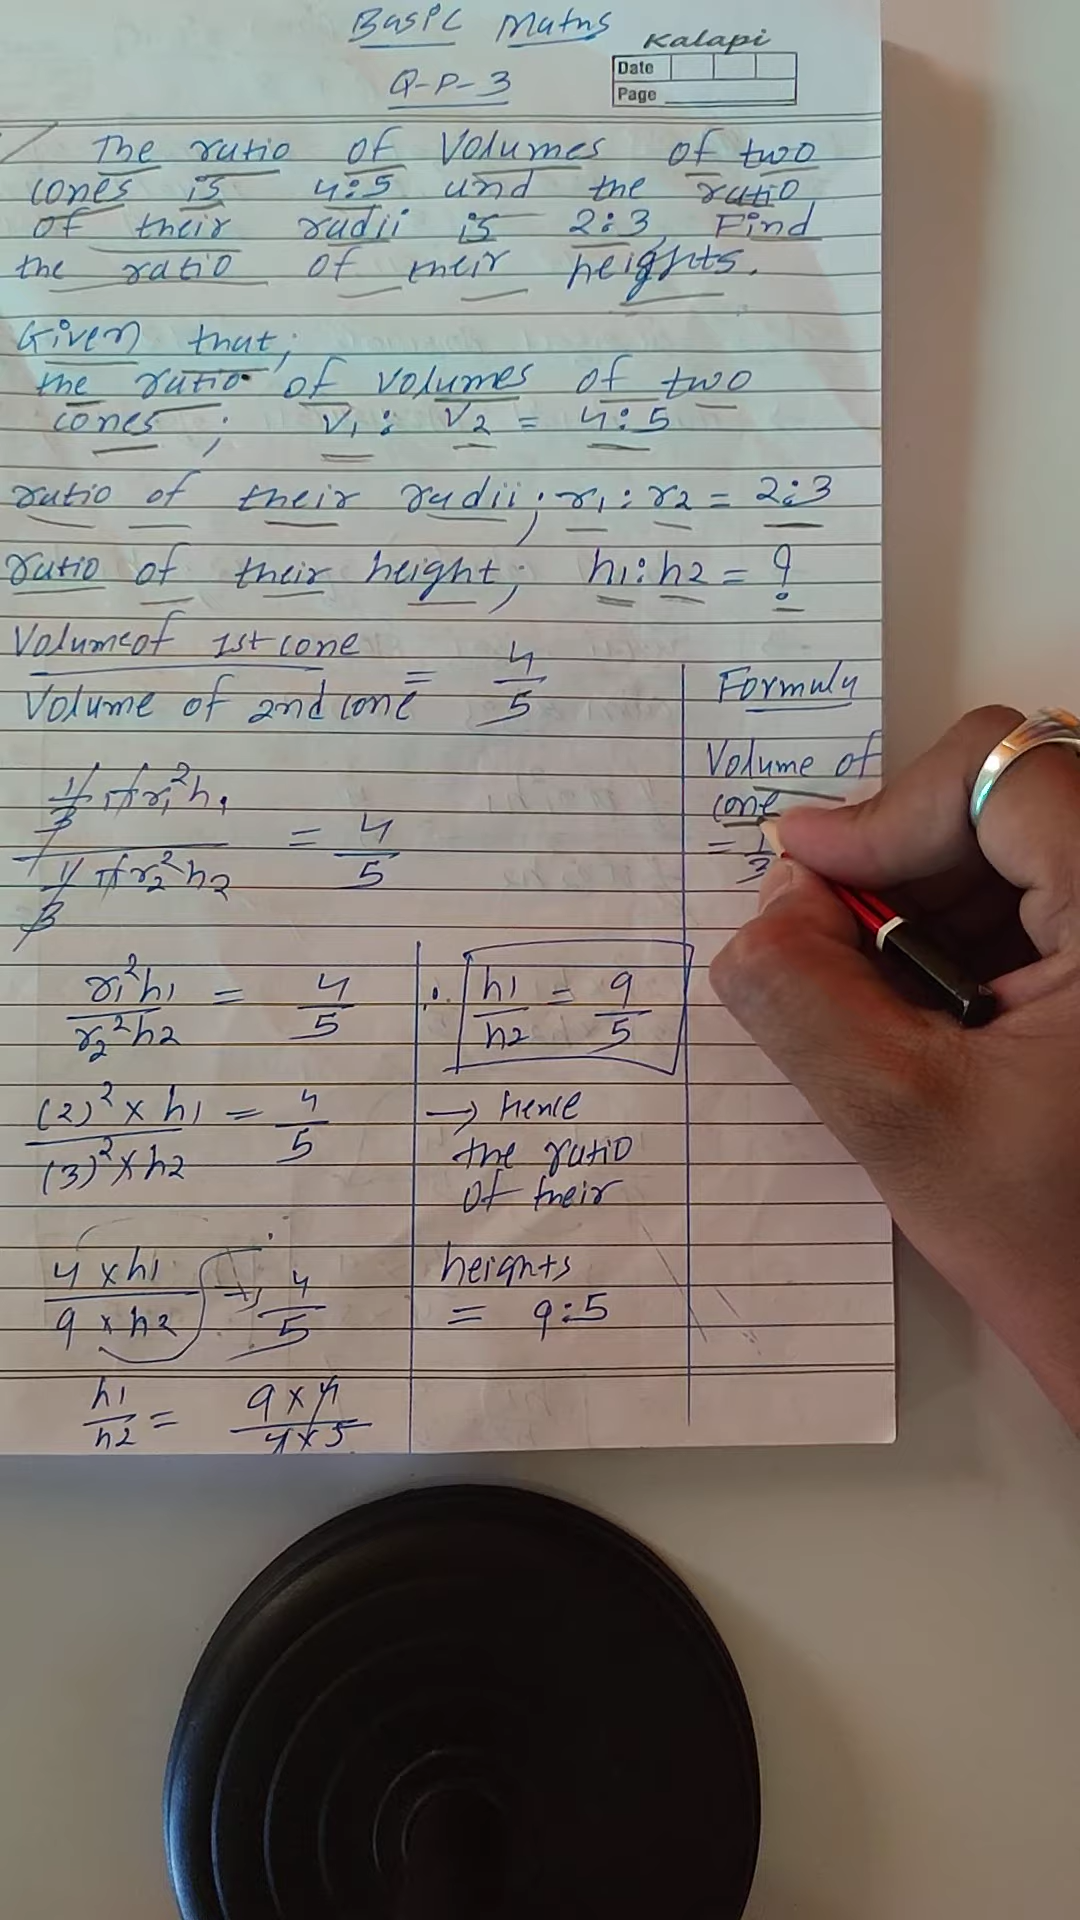 Basic Maths
Kalapi
Q-P-3
Date
Page
The ratio of Volumes of two
cones is 4:5 and the ratio
of their radii is 2:3, Find
the ratio of their heights.
Given that;
the ratio of volumes of two
cones; V1: V2 = 4:5
ratio of their radii; r1:r2 = 2:3
ratio of their height; h1:h2 = ?
Volume of 1st cone
Volume of 2nd cone
= 4/5
1/3 πr1²h1
1/3 πr2²h2
= 4/5
r1²h1/r2²h2 = 4/5
(2)²×h1/(3)²×h2 = 4/5
4×h1/9×h2 = 4/5
h1/h2 = 9×4/4×5
∴ h1/h2 = 9/5
→ Hence
the ratio
of their
heights
= 9:5
Formula
Volume of
cone
= 1/3